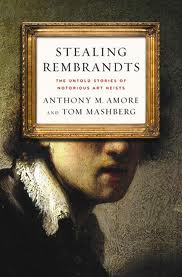 STEALING
REMBRANDTS
THE UNTOLD STORIES OF
NOTORIOUS ART HEISTS
ANTHONY M. AMORE
AND TOM MASHBERG